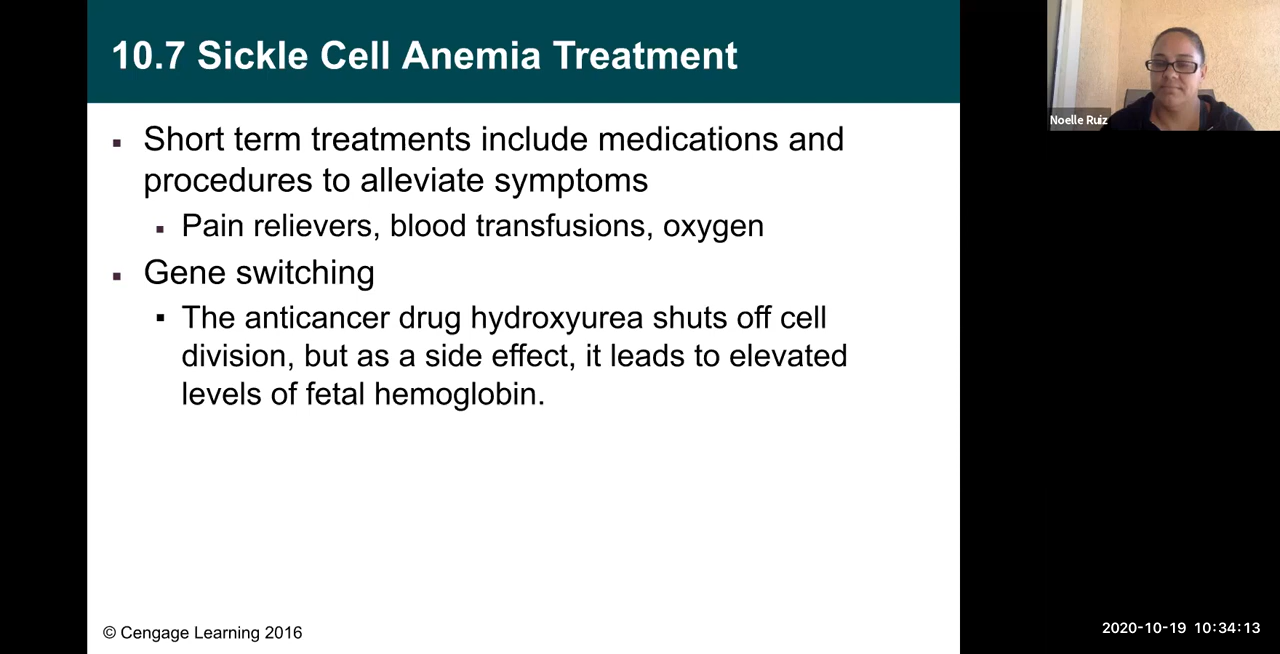 10.7 Sickle Cell Anemia Treatment
Short term treatments include medications and
procedures to alleviate symptoms
Pain relievers, blood transfusions, oxygen
Gene switching
The anticancer drug hydroxyurea shuts off cell
division, but as a side effect, it leads to elevated
levels of fetal hemoglobin.
© Cengage Learning 2016
Noelle Ruiz
2020-10-19 10:34:13